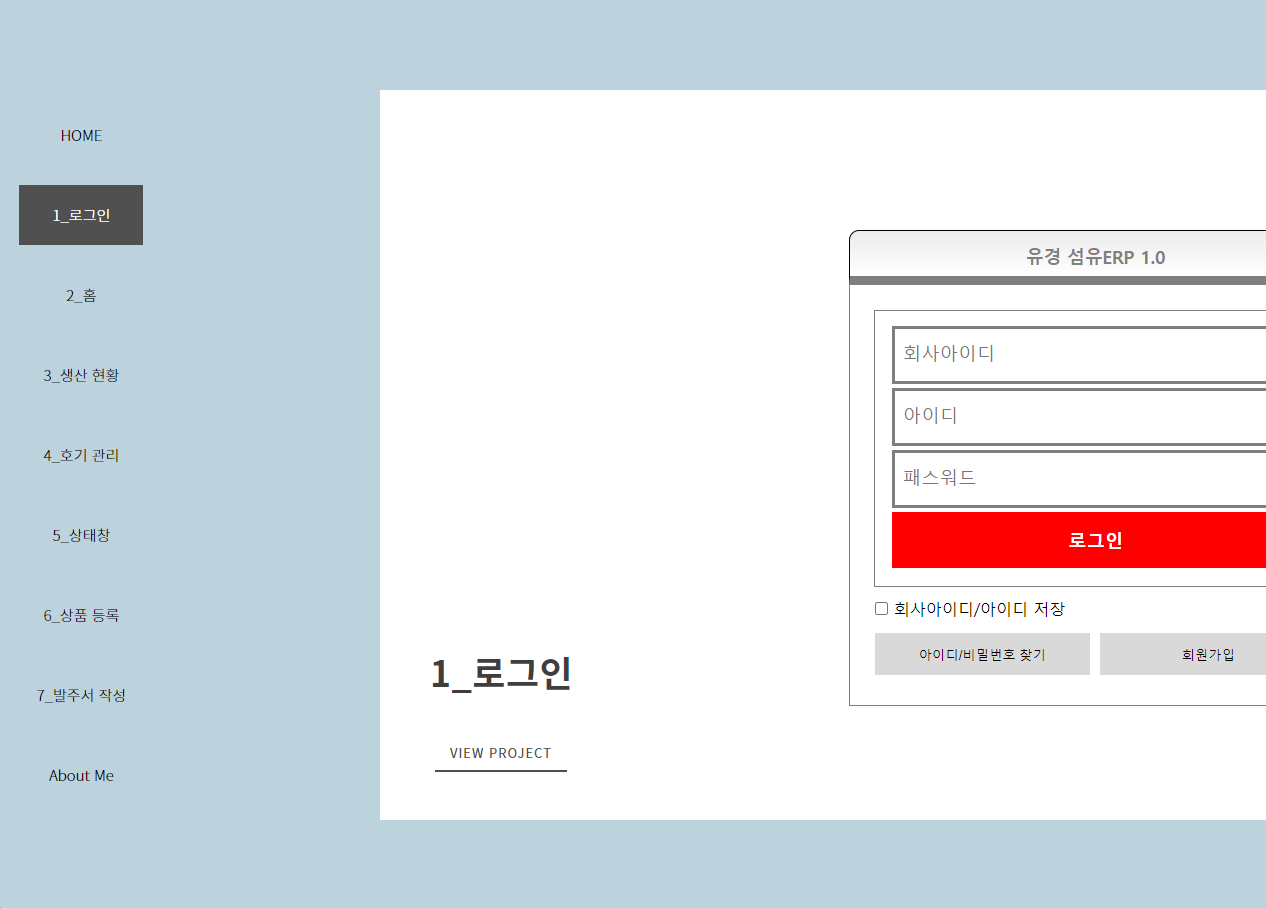 HOME
1_로그인
2_홈
3_생산 현황
4_호기 관리
5_상태창
6_상품 등록
7_발주서 작성
About Me
1_로그인
VIEW PROJECT
유경 섬유ERP 1.0
회사아이디
아이디
패스워드
로그인
회사아이디/아이디 저장
아이디/비밀번호 찾기
회원가입